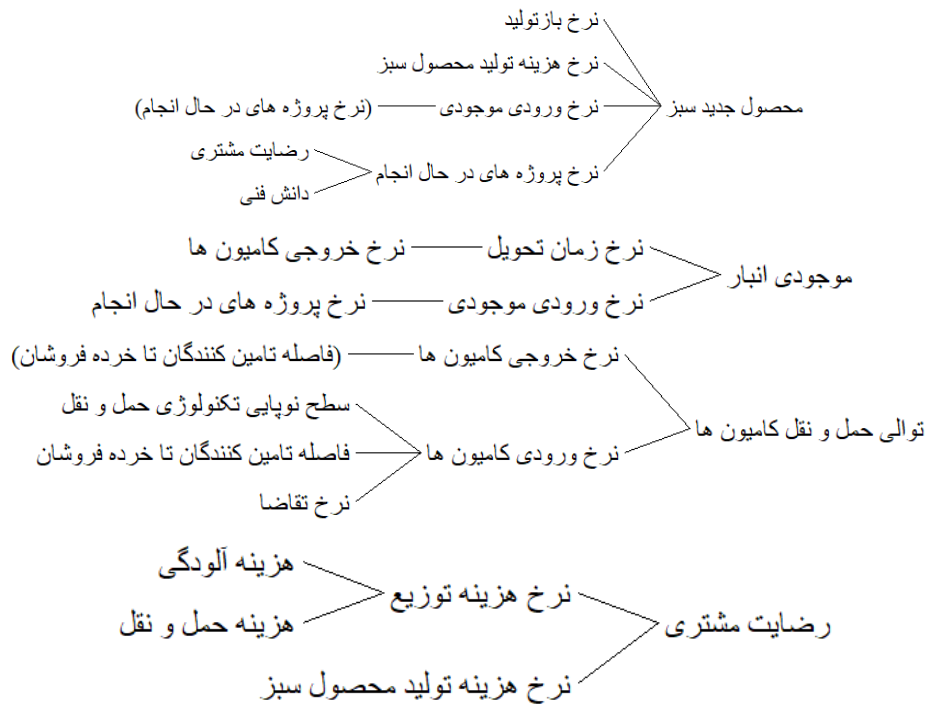 نرخ بازتولید
نرخ هزینه تولید محصول سبز
محصول جدید سبز
نرخ ورودی موجودی
(نرخ پروژه های در حال انجام)
نرخ پروژه های در حال انجام
رضایت مشتری
دانش فنی
موجودی انبار
نرخ زمان تحویل
نرخ خروجی کامیون ها
نرخ ورودی موجودی
نرخ پروژه های در حال انجام
توالی حمل و نقل کامیون ها
نرخ خروجی کامیون ها
(فاصله تامین کنندگان تا خرده فروشان)
نرخ ورودی کامیون ها
سطح نوپایی تکنولوژی حمل و نقل
فاصله تامین کنندگان تا خرده فروشان
نرخ تقاضا
رضایت مشتری
نرخ هزینه توزیع
هزینه آلودگی
هزینه حمل و نقل
نرخ هزینه تولید محصول سبز